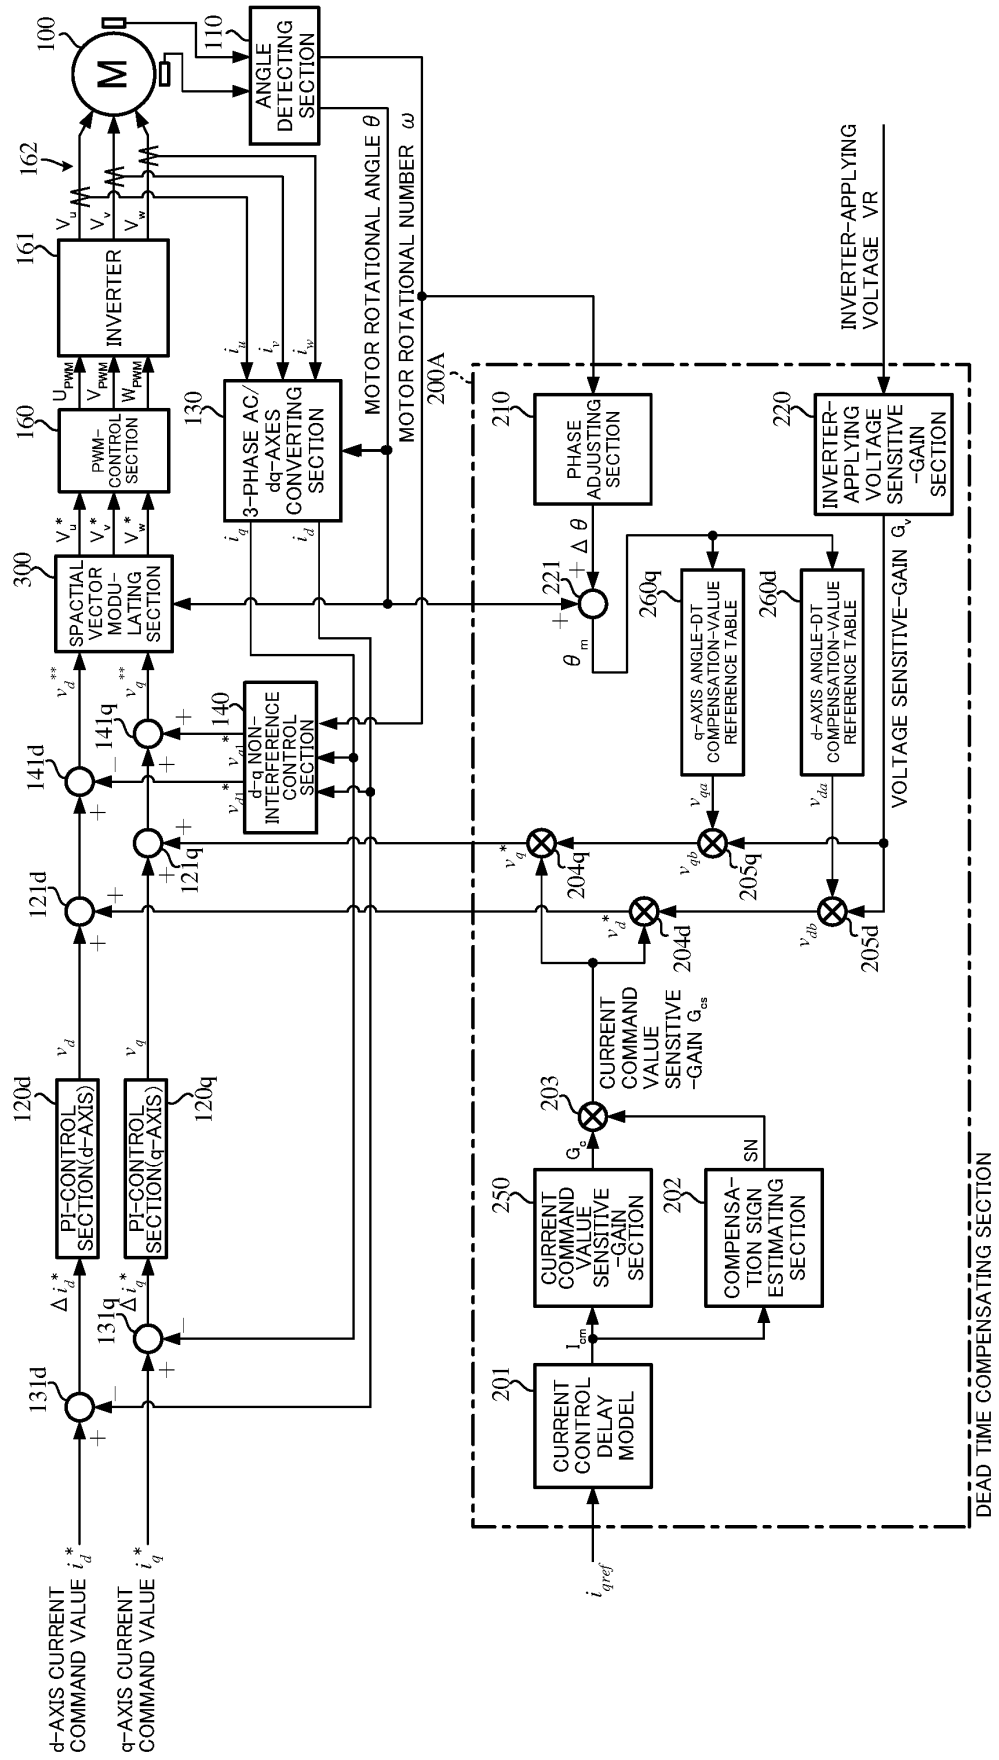 d-AXIS CURRENT
COMMAND VALUE i_d*
q-AXIS CURRENT
COMMAND VALUE i_q*
131d
+
−
Δi_d*
131q
+
−
Δi_q*
120d
PI-CONTROL
SECTION(d-AXIS)
v_d
120q
PI-CONTROL
SECTION(q-AXIS)
v_q
121d
+
+
121q
+
+
141d
+
−
141q
+
+
v_d**
v_q**
140
d-q NON-
INTERFERENCE
CONTROL
SECTION
v_d1*
v_q1*
300
SPACTIAL
VECTOR
MODU-
LATING
SECTION
V_u*
V_v*
V_w*
160
PWM-
CONTROL
SECTION
U_PWM
V_PWM
W_PWM
161
INVERTER
V_u
V_v
V_w
162
100
M
110
ANGLE
DETECTING
SECTION
130
3-PHASE AC/
dq-AXES
CONVERTING
SECTION
i_u
i_v
i_w
i_q
i_d
MOTOR ROTATIONAL ANGLE θ
MOTOR ROTATIONAL NUMBER ω
200A
i_qref
201
CURRENT
CONTROL
DELAY
MODEL
I_cm
250
CURRENT
COMMAND
VALUE
SENSITIVE
-GAIN
SECTION
G_c
202
COMPENSA-
TION SIGN
ESTIMATING
SECTION
SN
203
CURRENT
COMMAND
VALUE
SENSITIVE
-GAIN G_cs
204q
v_q*
204d
v_d*
205q
v_qb
205d
v_db
v_qa
v_da
260q
q-AXIS ANGLE-DT
COMPENSATION-VALUE
REFERENCE TABLE
260d
d-AXIS ANGLE-DT
COMPENSATION-VALUE
REFERENCE TABLE
221
+
+
θ_m
Δθ
210
PHASE
ADJUSTING
SECTION
220
INVERTER-
APPLYING
VOLTAGE
SENSITIVE
-GAIN
SECTION
VOLTAGE SENSITIVE-GAIN G_v
INVERTER-APPLYING
VOLTAGE VR
DEAD TIME COMPENSATING SECTION